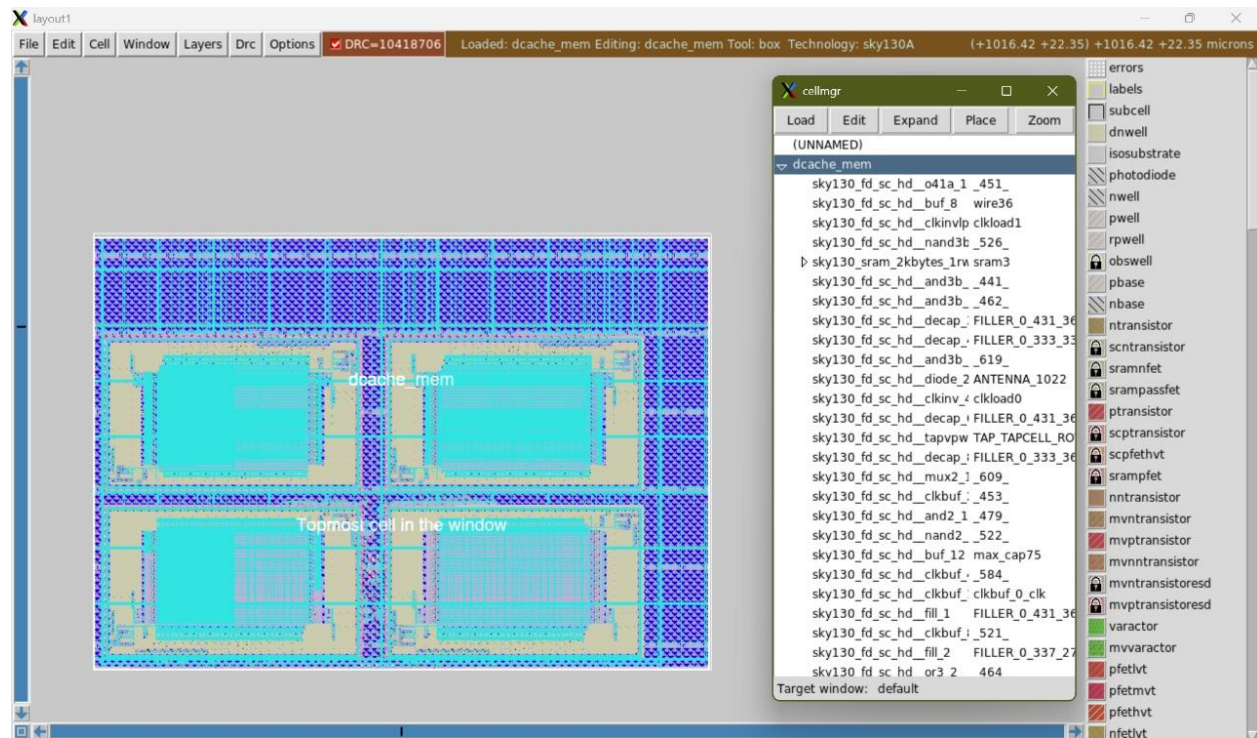 layout1
File Edit Cell Window Layers Drc Options DRC=10418706 Loaded: dcache_mem Editing: dcache_mem Tool: box Technology: sky130A (+1016.42 +22.35) +1016.42 +22.35 microns
dcache_mem
Topmost cell in the window
cellmgr
Load Edit Expand Place Zoom
(UNNAMED)
dcache_mem
sky130_fd_sc_hd__o41a_1 _451_
sky130_fd_sc_hd__buf_8 wire36
sky130_fd_sc_hd__clkinvlp clkload1
sky130_fd_sc_hd__nand3b _526_
sky130_sram_2kbytes_1rw sram3
sky130_fd_sc_hd__and3b_ _441_
sky130_fd_sc_hd__and3b_ _462_
sky130_fd_sc_hd__decap_ FILLER_0_431_36
sky130_fd_sc_hd__decap_ FILLER_0_333_33
sky130_fd_sc_hd__and3b_ _619_
sky130_fd_sc_hd__diode_2 ANTENNA_1022
sky130_fd_sc_hd__clkinv_4 clkload0
sky130_fd_sc_hd__decap_ FILLER_0_431_36
sky130_fd_sc_hd__tapvpw TAP_TAPCELL_RO
sky130_fd_sc_hd__decap_ FILLER_0_333_36
sky130_fd_sc_hd__mux2_1 _609_
sky130_fd_sc_hd__clkbuf_ _453_
sky130_fd_sc_hd__and2_1 _479_
sky130_fd_sc_hd__nand2_ _522_
sky130_fd_sc_hd__buf_12 max_cap75
sky130_fd_sc_hd__clkbuf_ _584_
sky130_fd_sc_hd__clkbuf_ clkbuf_0_clk
sky130_fd_sc_hd__fill_1 FILLER_0_431_36
sky130_fd_sc_hd__clkbuf_ _521_
sky130_fd_sc_hd__fill_2 FILLER_0_337_27
sky130_fd_sc_hd__or3_2 _464_
Target window: default
errors
labels
subcell
dnwell
isosubstrate
photodiode
nwell
pwell
rpwell
obswell
pbase
nbase
ntransistor
scntransistor
sramnfet
srampassfet
ptransistor
scptransistor
scpfethvt
srampfet
nntransistor
mvntransistor
mvptransistor
mvnntransistor
mvntransistoresd
mvptransistoresd
varactor
mvvaractor
pfetlvt
pfetmvt
pfethvt
nfetlvt